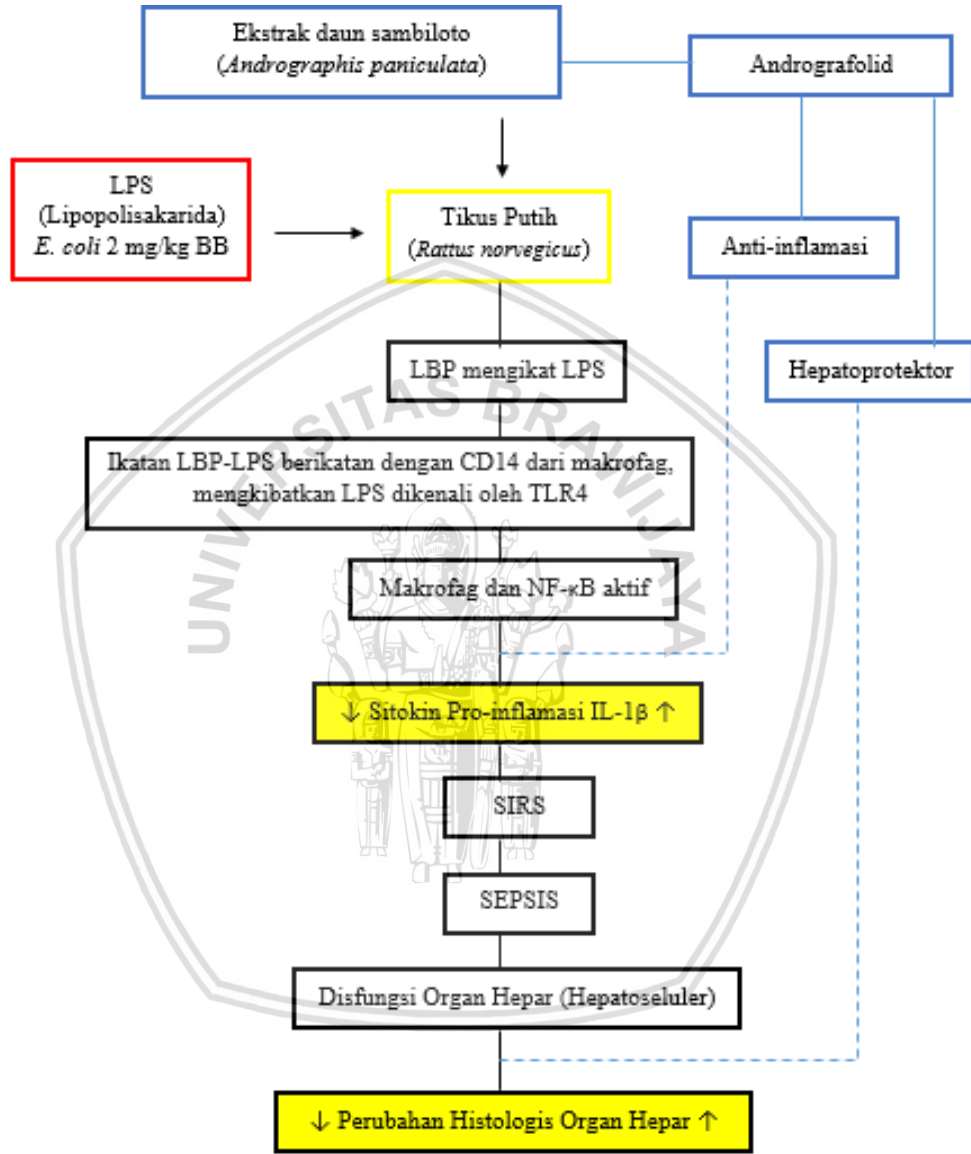 Ekstrak daun sambiloto
(Andrographis paniculata)
Andrografolid
LPS
(Lipopolisakarida)
E. coli 2 mg/kg BB
Tikus Putih
(Rattus norvegicus)
Anti-inflamasi
LBP mengikat LPS
Hepatoprotektor
Ikatan LBP-LPS berikatan dengan CD14 dari makrofag,
mengkibatkan LPS dikenali oleh TLR4
Makrofag dan NF-κB aktif
↓ Sitokin Pro-inflamasi IL-1β ↑
SIRS
SEPSIS
Disfungsi Organ Hepar (Hepatoseluler)
↓ Perubahan Histologis Organ Hepar ↑
UNIVERSITAS BRAWIJAYA